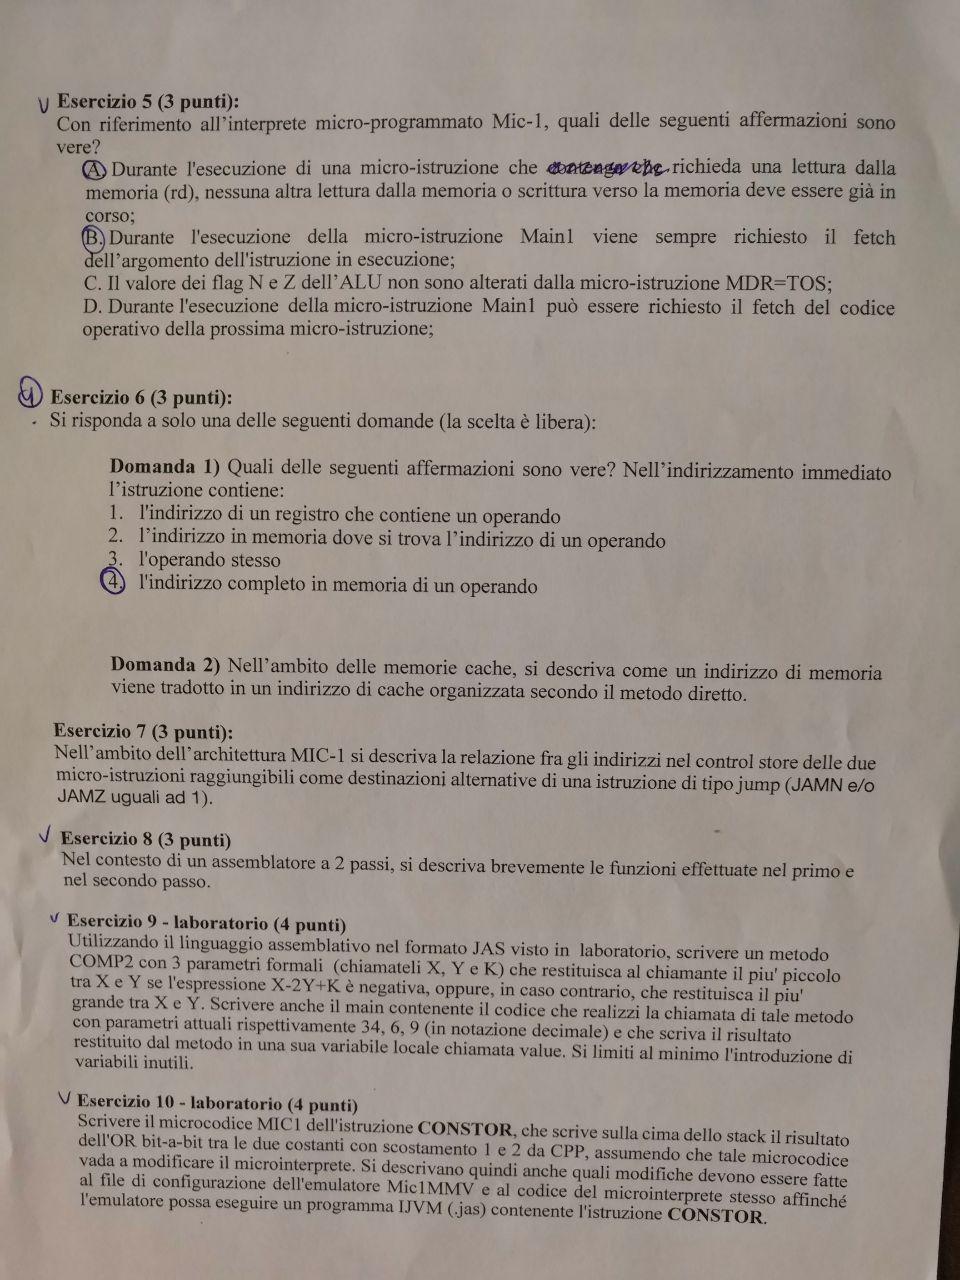 V Esercizio 5 (3 punti):
Con riferimento all'interprete micro-programmato Mic-1, quali delle seguenti affermazioni sono
vere?
A Durante l'esecuzione di una micro-istruzione che richieda una lettura dalla
memoria (rd), nessuna altra lettura dalla memoria o scrittura verso la memoria deve essere già in
corso;
B. Durante l'esecuzione della micro-istruzione Main1 viene sempre richiesto il fetch
dell'argomento dell'istruzione in esecuzione;
C. Il valore dei flag N e Z dell'ALU non sono alterati dalla micro-istruzione MDR=TOS;
D. Durante l'esecuzione della micro-istruzione Main1 può essere richiesto il fetch del codice
operativo della prossima micro-istruzione;
Esercizio 6 (3 punti):
Si risponda a solo una delle seguenti domande (la scelta è libera):
Domanda 1) Quali delle seguenti affermazioni sono vere? Nell'indirizzamento immediato
l'istruzione contiene:
1. l'indirizzo di un registro che contiene un operando
2. l'indirizzo in memoria dove si trova l'indirizzo di un operando
3. l'operando stesso
4. l'indirizzo completo in memoria di un operando
Domanda 2) Nell'ambito delle memorie cache, si descriva come un indirizzo di memoria
viene tradotto in un indirizzo di cache organizzata secondo il metodo diretto.
Esercizio 7 (3 punti):
Nell'ambito dell'architettura MIC-1 si descriva la relazione fra gli indirizzi nel control store delle due
micro-istruzioni raggiungibili come destinazioni alternative di una istruzione di tipo jump (JAMN e/o
JAMZ uguali ad 1).
V Esercizio 8 (3 punti)
Nel contesto di un assemblatore a 2 passi, si descriva brevemente le funzioni effettuate nel primo e
nel secondo passo.
V Esercizio 9 - laboratorio (4 punti)
Utilizzando il linguaggio assemblativo nel formato JAS visto in laboratorio, scrivere un metodo
COMP2 con 3 parametri formali (chiamateli X, Y e K) che restituisca al chiamante il piu' piccolo
tra X e Y se l'espressione X-2Y+K è negativa, oppure, in caso contrario, che restituisca il piu'
grande tra X e Y. Scrivere anche il main contenente il codice che realizzi la chiamata di tale metodo
con parametri attuali rispettivamente 34, 6, 9 (in notazione decimale) e che scriva il risultato
restituito dal metodo in una sua variabile locale chiamata value. Si limiti al minimo l'introduzione di
variabili inutili.
V Esercizio 10 - laboratorio (4 punti)
Scrivere il microcodice MIC1 dell'istruzione CONSTOR, che scrive sulla cima dello stack il risultato
dell'OR bit-a-bit tra le due costanti con scostamento 1 e 2 da CPP, assumendo che tale microcodice
vada a modificare il microinterprete. Si descrivano quindi anche quali modifiche devono essere fatte
al file di configurazione dell'emulatore Mic1MMV e al codice del microinterprete stesso affinché
l'emulatore possa eseguire un programma IJVM (.jas) contenente l'istruzione CONSTOR.